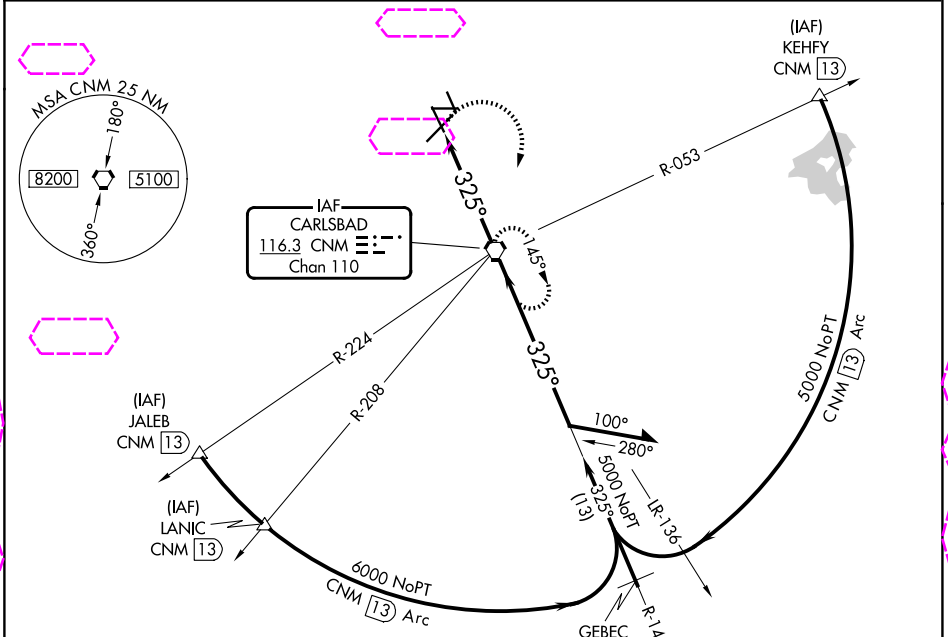 (IAF)
KEHFY
CNM 13
MSA CNM 25 NM
180°
8200
5100
360°
325°
R-053
IAF
CARLSBAD
116.3 CNM
Chan 110
145°
R-224
R-208
325°
5000 NoPT
CNM 13 Arc
(IAF)
JALEB
CNM 13
100°
280°
5000 NoPT
325°
(13)
LR-136
(IAF)
LANIC
CNM 13
6000 NoPT
CNM 13 Arc
GEBEC